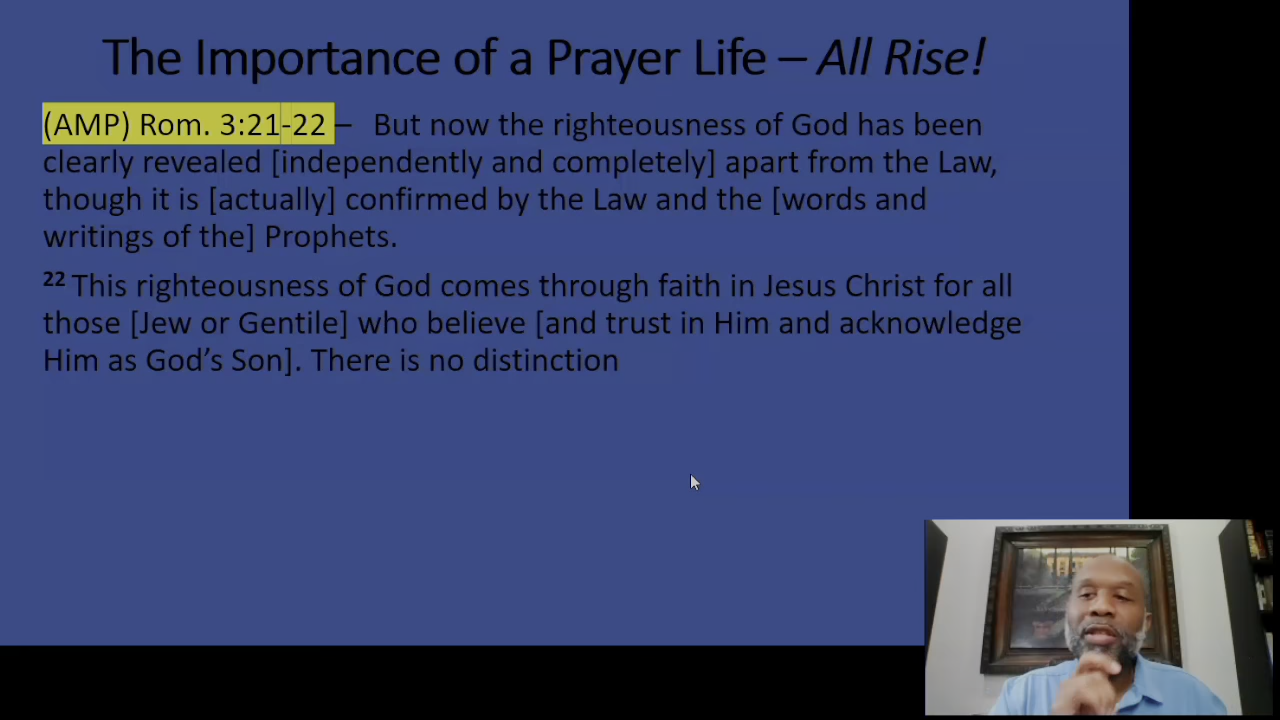 The Importance of a Prayer Life – All Rise!
(AMP) Rom. 3:21-22 – But now the righteousness of God has been
clearly revealed [independently and completely] apart from the Law,
though it is [actually] confirmed by the Law and the [words and
writings of the] Prophets.
22 This righteousness of God comes through faith in Jesus Christ for all
those [Jew or Gentile] who believe [and trust in Him and acknowledge
Him as God’s Son]. There is no distinction